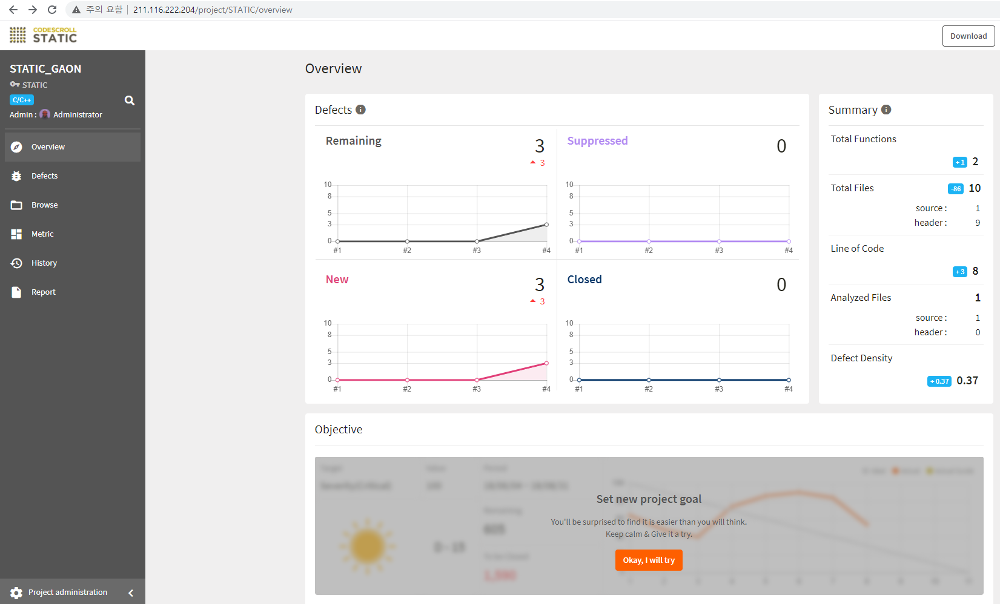 주의 요함 | 211.116.222.204/project/STATIC/overview
CODESCROLL
STATIC
Download
STATIC_GAON
STATIC
C/C++
Admin : Administrator
Overview
Defects
Browse
Metric
History
Report
Project administration
Overview
Defects
Remaining
3
3
10
8
5
3
0
#1 #2 #3 #4
Suppressed
0
10
8
5
3
0
#1 #2 #3 #4
New
3
3
10
8
5
3
0
#1 #2 #3 #4
Closed
0
10
8
5
3
0
#1 #2 #3 #4
Summary
Total Functions
+ 1 2
Total Files -86 10
source : 1
header : 9
Line of Code
+ 3 8
Analyzed Files 1
source : 1
header : 0
Defect Density
+ 0.37 0.37
Objective
Set new project goal
You'll be surprised to find it is easier than you will think.
Keep calm & Give it a try.
Okay, I will try